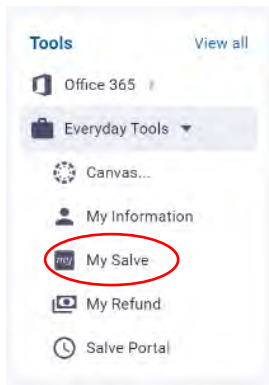 Tools View all
Office 365
Everyday Tools
Canvas...
My Information
my My Salve
My Refund
Salve Portal